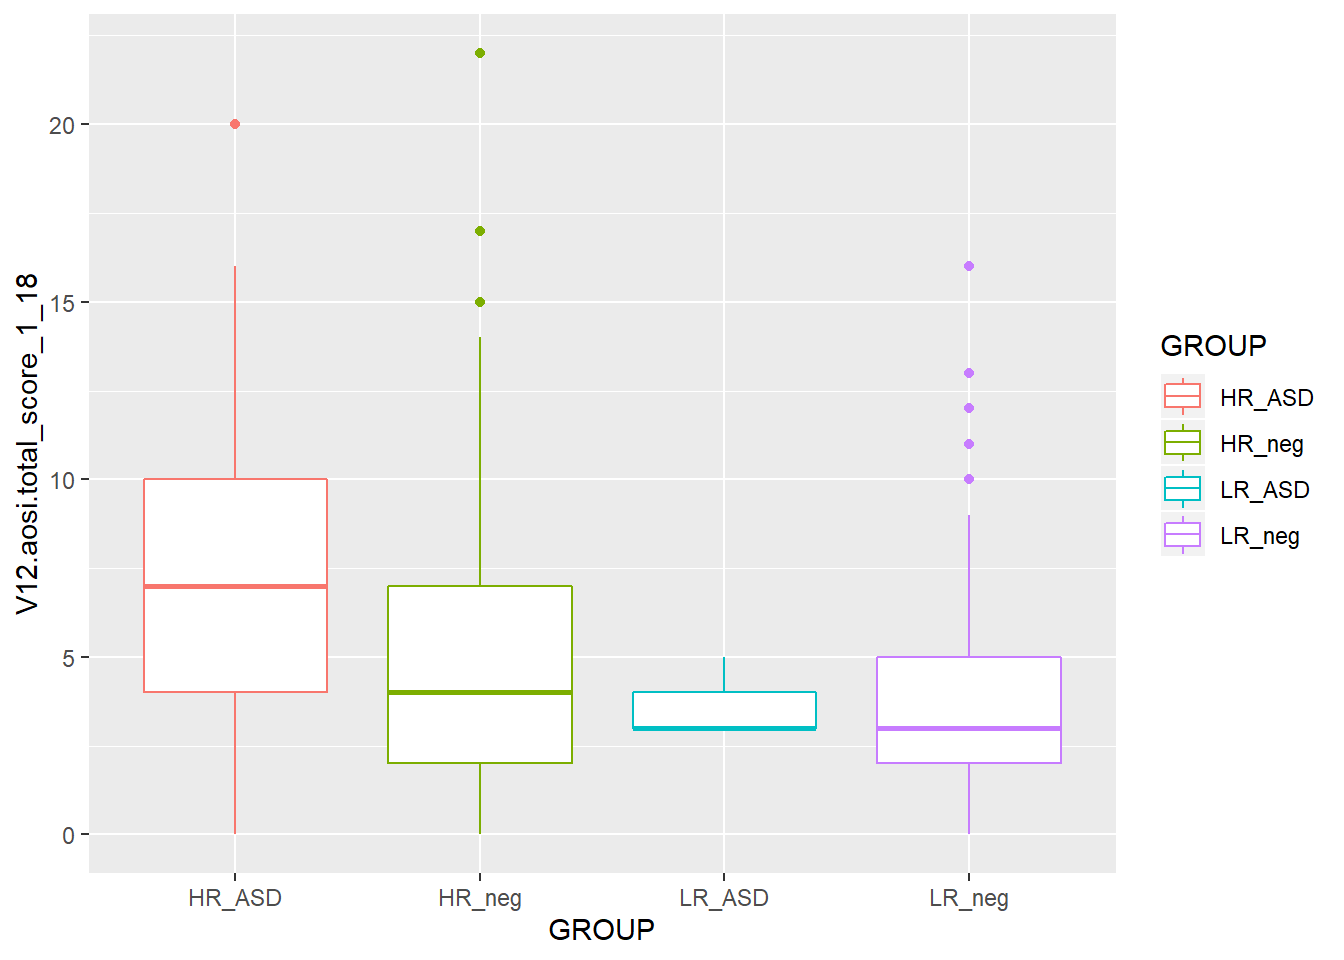 V12.aosi.total_score_1_18
20
15
10
5
0
HR_ASD
HR_neg
LR_ASD
LR_neg
GROUP
GROUP
HR_ASD
HR_neg
LR_ASD
LR_neg